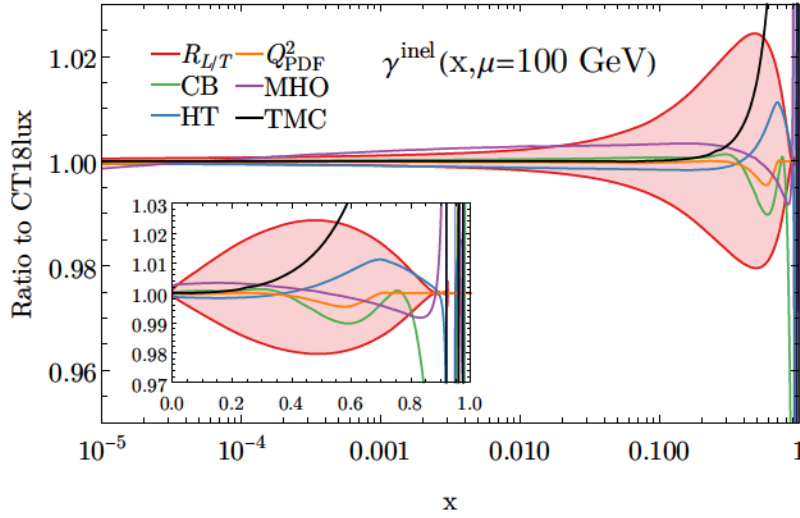 1.02
1.00
0.98
0.96
Ratio to CT18lux
R_{L/T} Q²_{PDF}
CB MHO
HT TMC
γ^{inel}(x,μ=100 GeV)
1.03
1.02
1.01
1.00
0.99
0.98
0.97
0.0 0.2 0.4 0.6 0.8 1.0
10⁻⁵ 10⁻⁴ 0.001 0.010 0.100 1
x